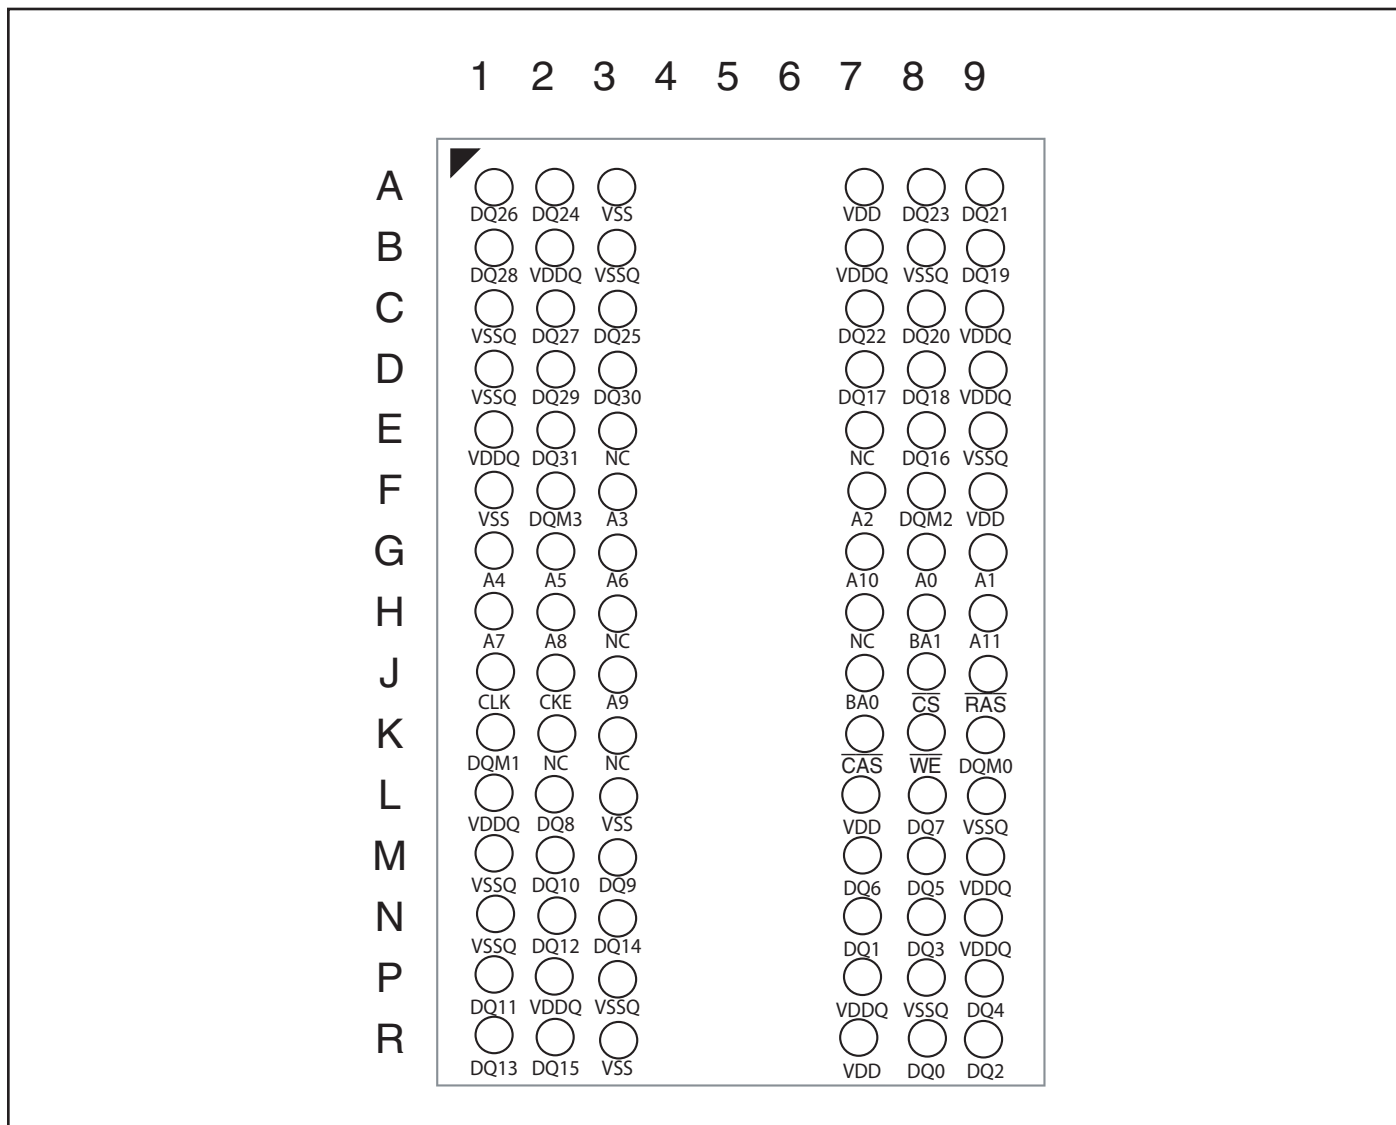 1 2 3 4 5 6 7 8 9
A
DQ26 DQ24 VSS VDD DQ23 DQ21
B
DQ28 VDDQ VSSQ VDDQ VSSQ DQ19
C
VSSQ DQ27 DQ25 DQ22 DQ20 VDDQ
D
VSSQ DQ29 DQ30 DQ17 DQ18 VDDQ
E
VDDQ DQ31 NC NC DQ16 VSSQ
F
VSS DQM3 A3 A2 DQM2 VDD
G
A4 A5 A6 A10 A0 A1
H
A7 A8 NC NC BA1 A11
J
CLK CKE A9 BA0 C̅S̅ R̅A̅S̅
K
DQM1 NC NC C̅A̅S̅ W̅E̅ DQM0
L
VDDQ DQ8 VSS VDD DQ7 VSSQ
M
VSSQ DQ10 DQ9 DQ6 DQ5 VDDQ
N
VSSQ DQ12 DQ14 DQ1 DQ3 VDDQ
P
DQ11 VDDQ VSSQ VDDQ VSSQ DQ4
R
DQ13 DQ15 VSS VDD DQ0 DQ2